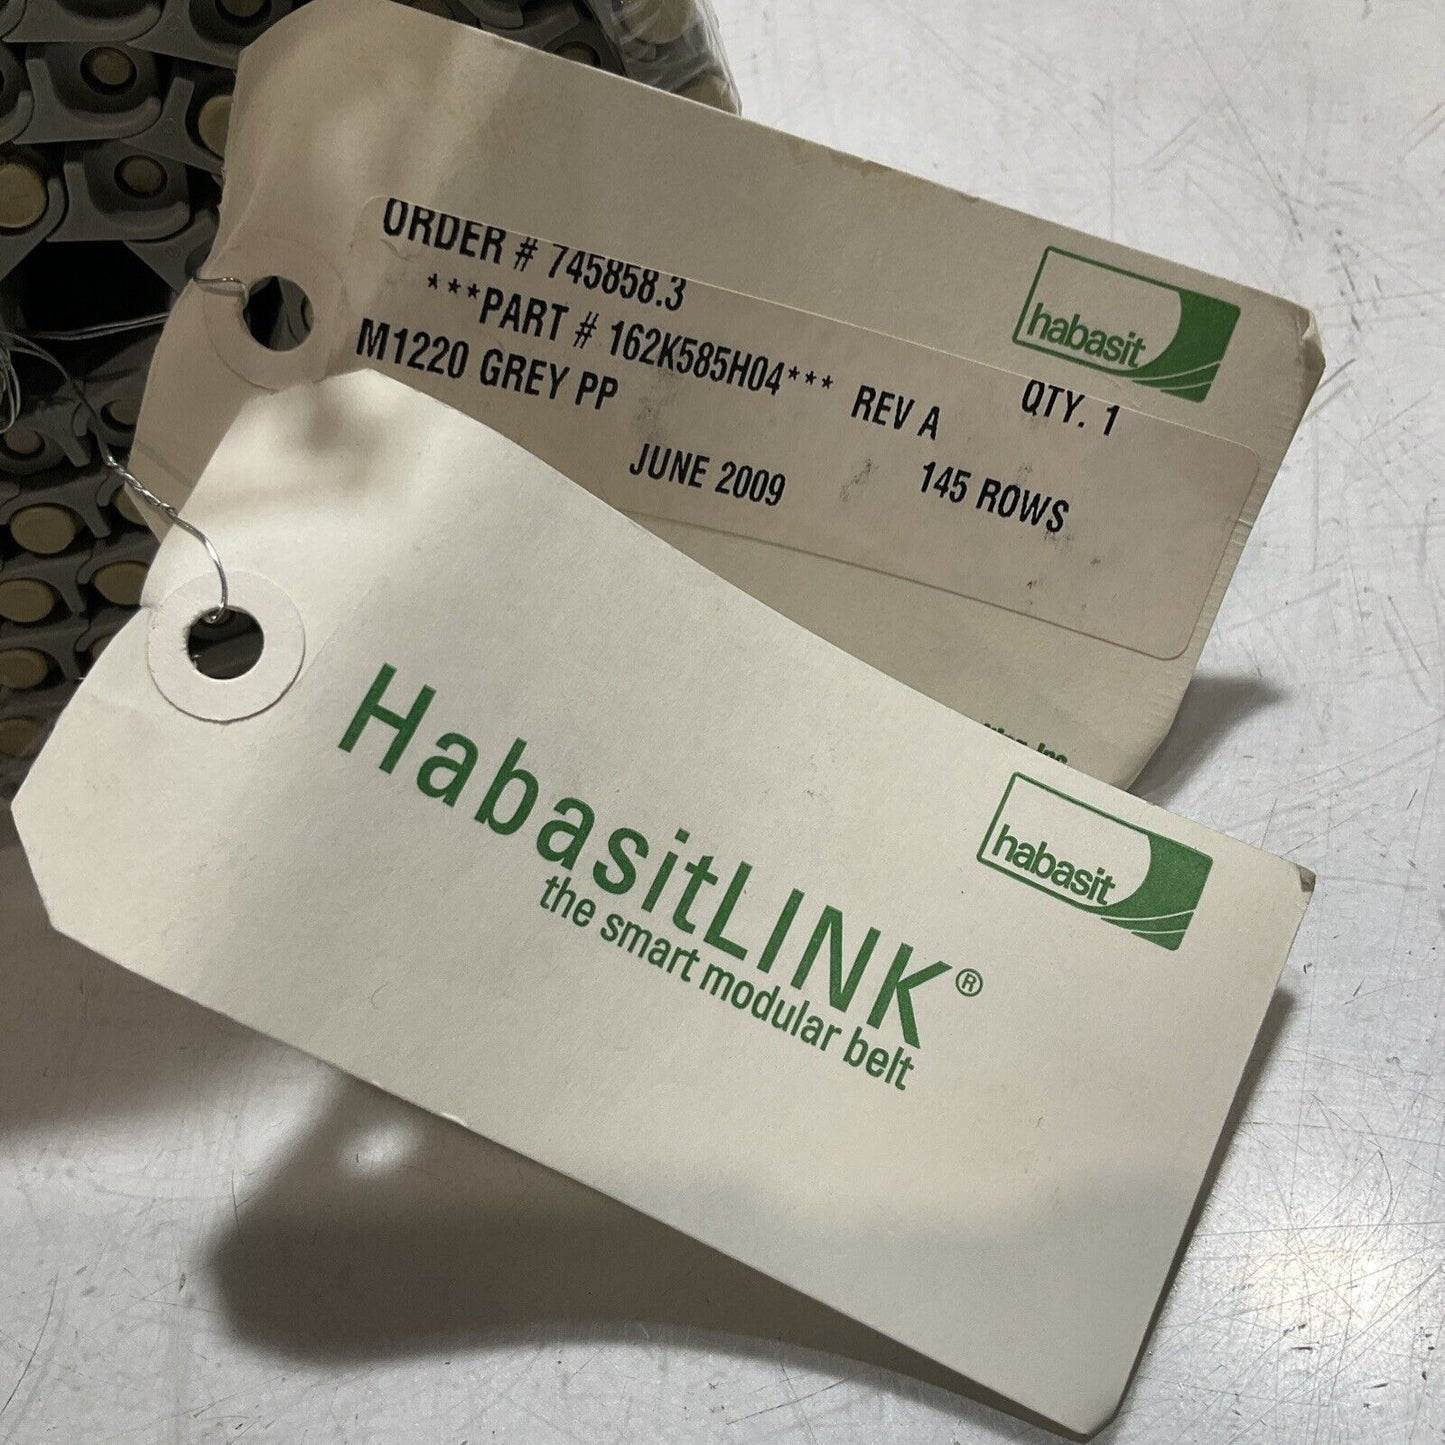 habasit
ORDER # 745858.3
***PART # 162K585H04*** REV A QTY. 1
M1220 GREY PP
JUNE 2009 145 ROWS
Inc.
habasit
HabasitLINK®
the smart modular belt